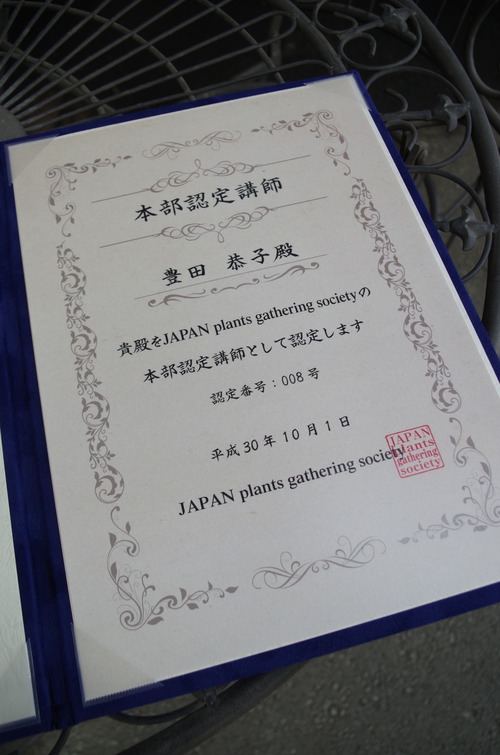 本部認定講師
豊田 恭子殿
貴殿をJAPAN plants gathering societyの
本部認定講師として認定します
認定番号：008号
平成30年10月1日
JAPAN plants gathering society
JAPAN
plants
gathering
society